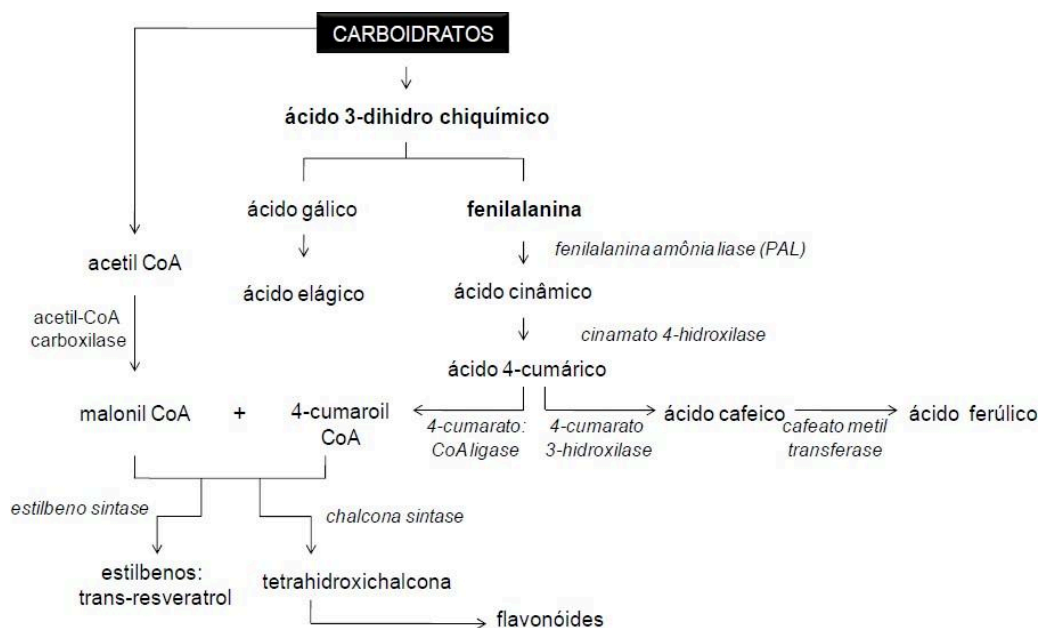 CARBOIDRATOS
ácido 3-dihidro chiquímico
ácido gálico
fenilalanina
fenilalanina amônia liase (PAL)
acetil CoA
ácido elágico
ácido cinâmico
acetil-CoA
carboxilase
cinamato 4-hidroxilase
ácido 4-cumárico
malonil CoA
+
4-cumaroil
CoA
4-cumarato:
CoA ligase
4-cumarato
3-hidroxilase
ácido cafeico
cafeato metil
transferase
ácido ferúlico
estilbeno sintase
chalcona sintase
estilbenos:
trans-resveratrol
tetrahidroxichalcona
flavonóides